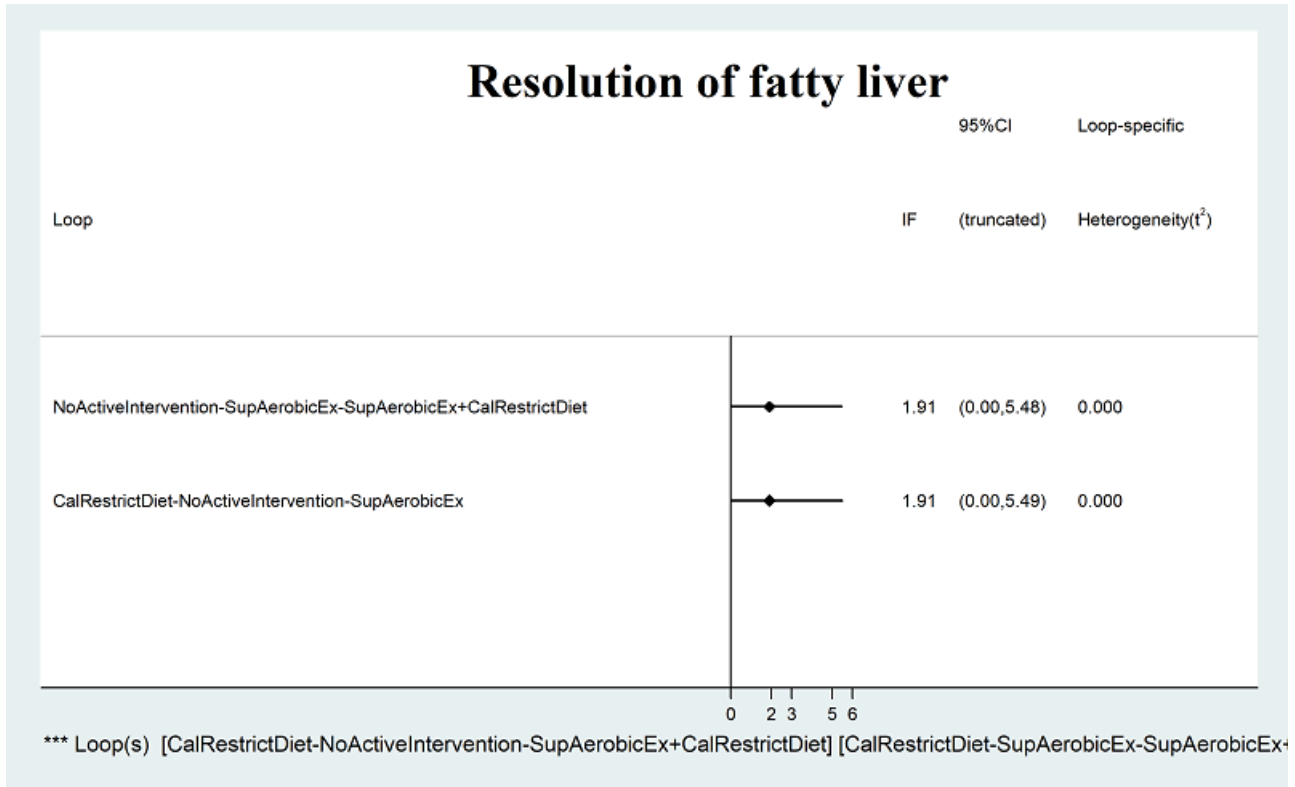 Resolution of fatty liver
95%CI Loop-specific
Loop IF (truncated) Heterogeneity(t²)
NoActiveIntervention-SupAerobicEx-SupAerobicEx+CalRestrictDiet 1.91 (0.00,5.48) 0.000
CalRestrictDiet-NoActiveIntervention-SupAerobicEx 1.91 (0.00,5.49) 0.000
0 2 3 5 6
*** Loop(s) [CalRestrictDiet-NoActiveIntervention-SupAerobicEx+CalRestrictDiet] [CalRestrictDiet-SupAerobicEx-SupAerobicEx+